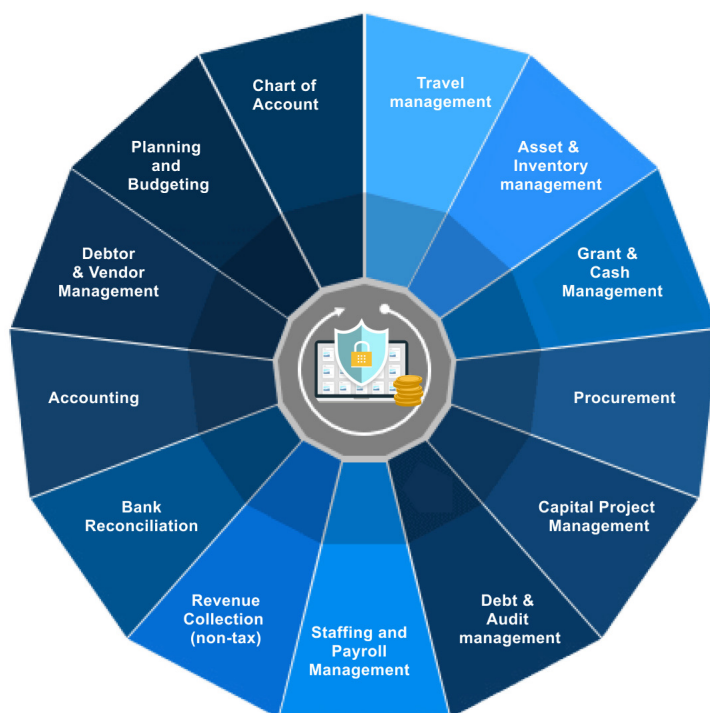 Chart of
Account
Travel
management
Asset &
Inventory
management
Grant &
Cash
Management
Procurement
Capital Project
Management
Debt &
Audit
management
Staffing and
Payroll
Management
Revenue
Collection
(non-tax)
Bank
Reconciliation
Accounting
Debtor
& Vendor
Management
Planning
and
Budgeting